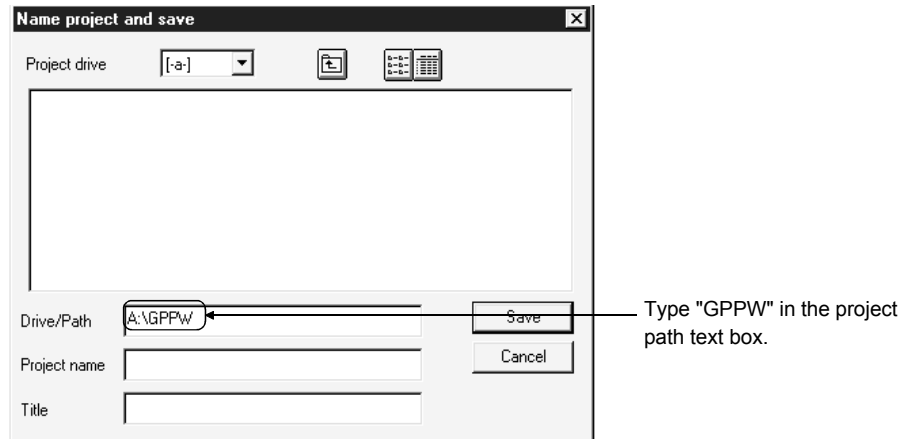 Name project and save
Project drive [-a-]
Drive/Path A:\GPPW Save
Type "GPPW" in the project
path text box.
Project name Cancel
Title